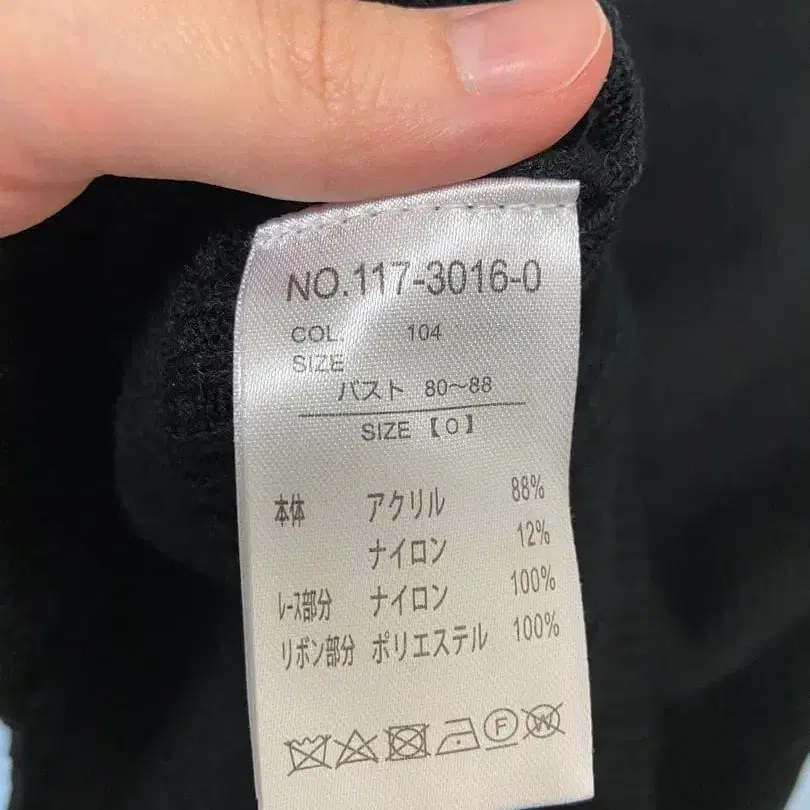 NO.117-3016-0
COL. 104
SIZE
バスト 80～88
SIZE 【0】
本体 アクリル 88%
ナイロン 12%
ﾚｰｽ部分 ナイロン 100%
リボン部分 ポリエステル 100%
F W